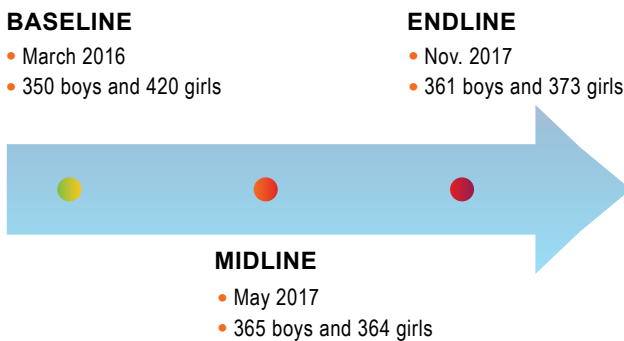 BASELINE
• March 2016
• 350 boys and 420 girls
ENDLINE
• Nov. 2017
• 361 boys and 373 girls
MIDLINE
• May 2017
• 365 boys and 364 girls